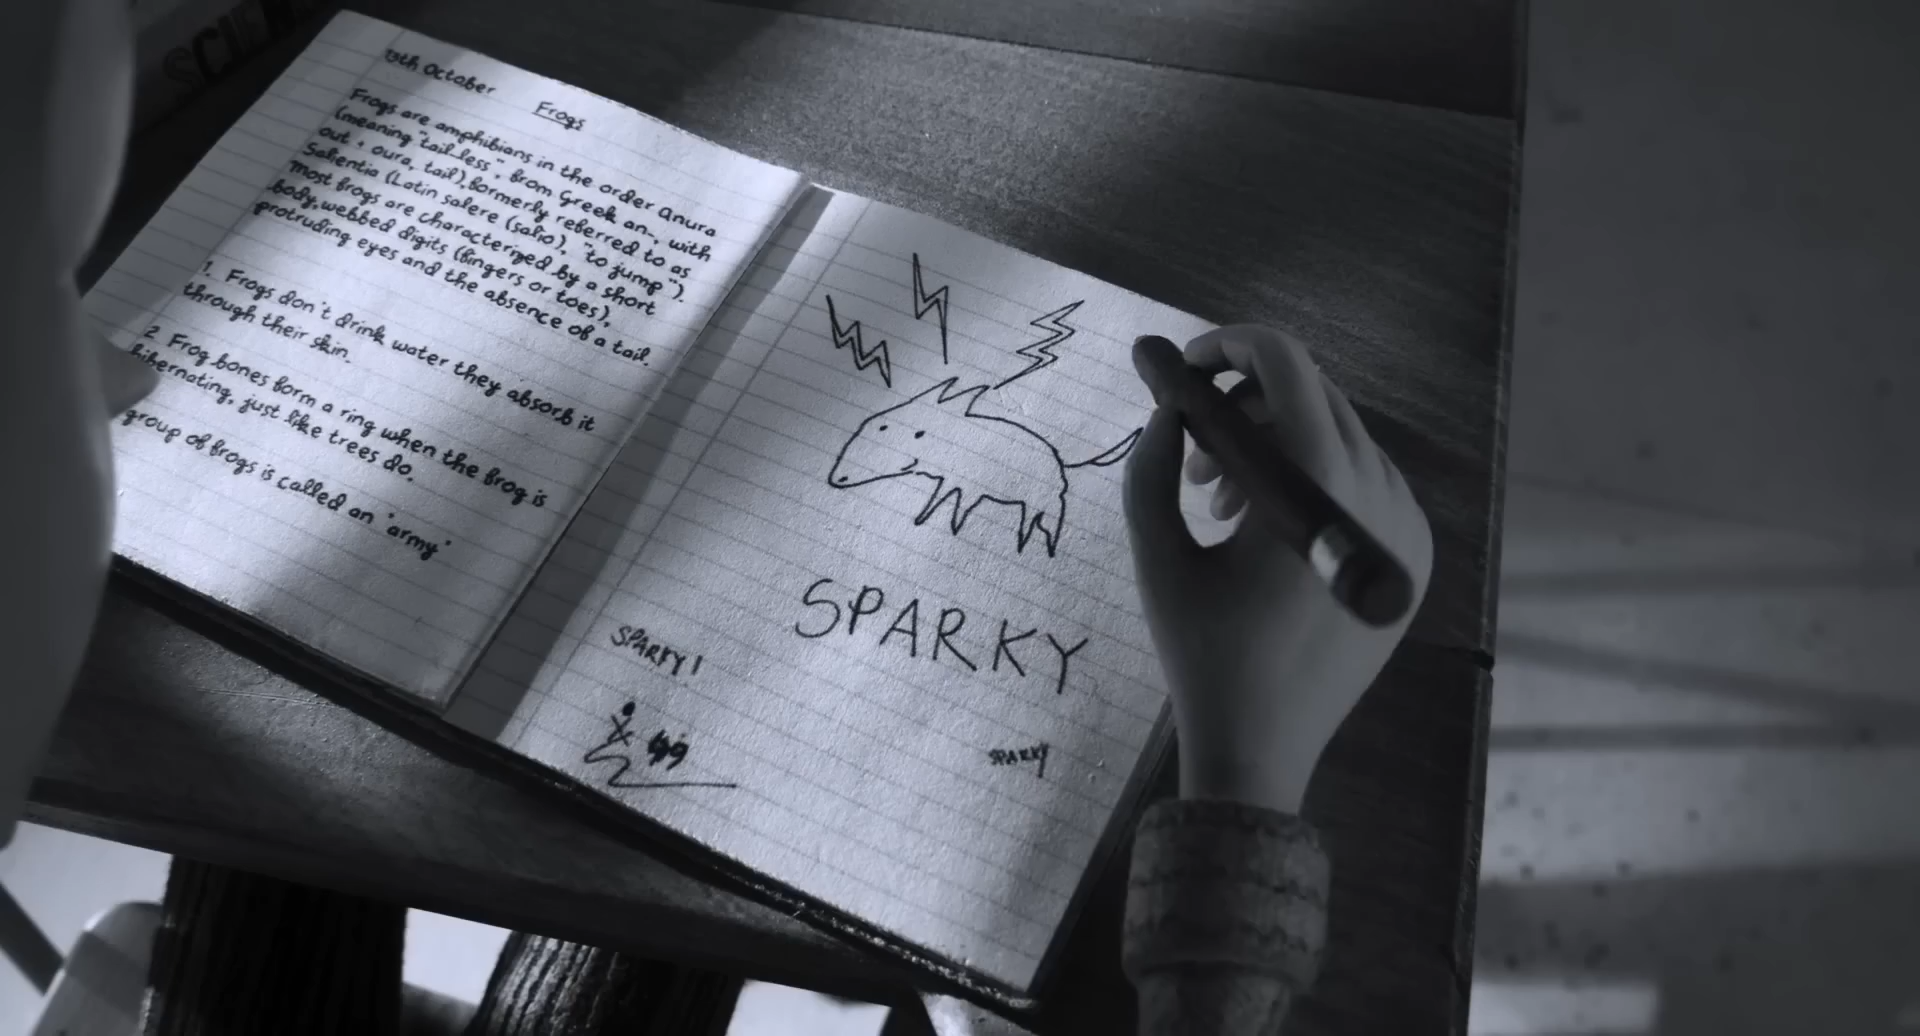 SCIEN
13th October
Frogs
Frogs are amphibians in the order Anura
(meaning "tail-less", from Greek an-, with
out + oura, tail), formerly referred to as
Salientia (Latin salere (salio), "to jump").
most frogs are characterized by a short
body, webbed digits (fingers or toes),
protruding eyes and the absence of a tail.
1. Frogs don't drink water they absorb it
through their skin.
2 Frog bones form a ring when the frog is
hibernating, just like trees do.
group of frogs is called an "army"
SPARKY
SPARKY!
SPARKY